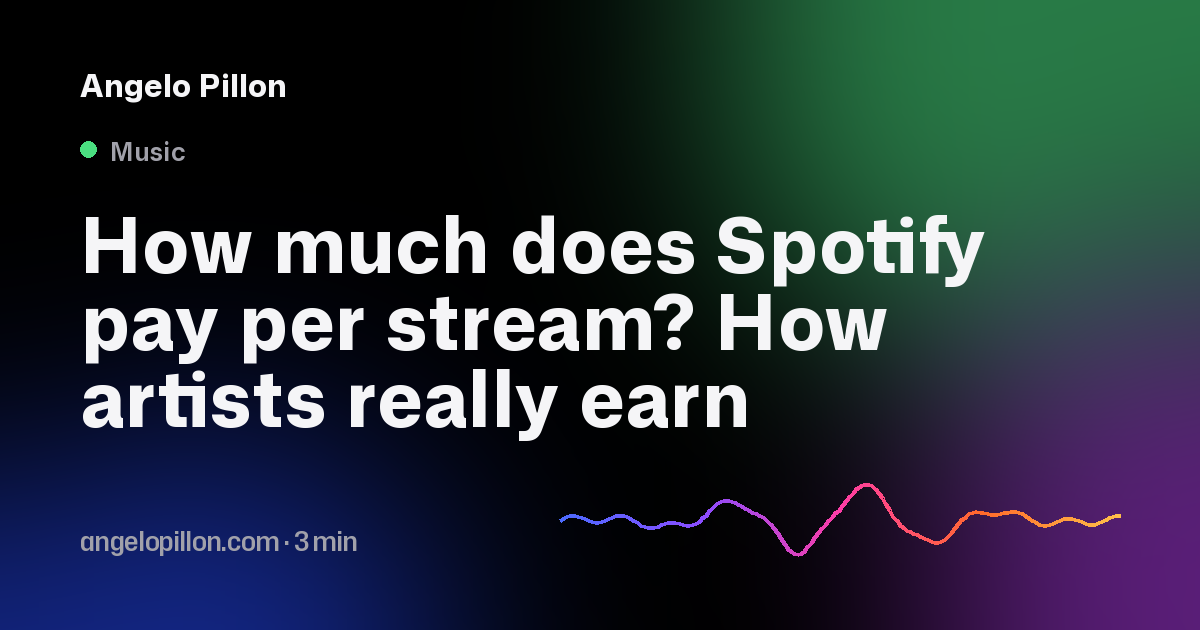 Angelo Pillon
Music
How much does Spotify
pay per stream? How
artists really earn
angelopillon.com · 3 min